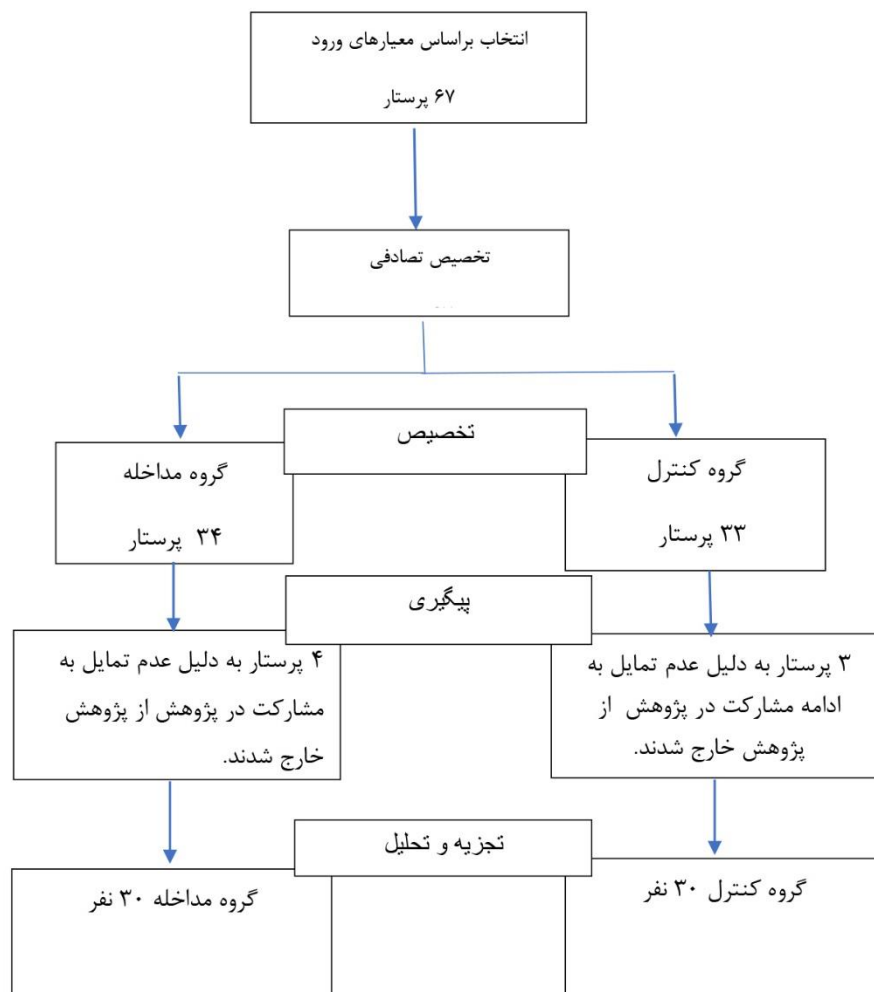 انتخاب براساس معیارهای ورود
۶۷ پرستار
تخصیص تصادفی
تخصیص
گروه کنترل
۳۳ پرستار
گروه مداخله
۳۴ پرستار
پیگیری
۳ پرستار به دلیل عدم تمایل به
ادامه مشارکت در پژوهش از
پژوهش خارج شدند.
۴ پرستار به دلیل عدم تمایل به
مشارکت در پژوهش از پژوهش
خارج شدند.
تجزیه و تحلیل
گروه کنترل ۳۰ نفر
گروه مداخله ۳۰ نفر